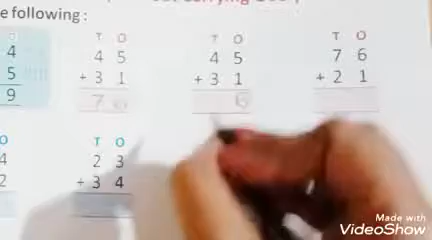 e following :
O T O T O T O
4 4 5 4 5 7 6
5 + 3 1 + 3 1 + 2 1
9 7 6 6
O T O
4 2 3
2 + 3 4
Made with
VideoShow